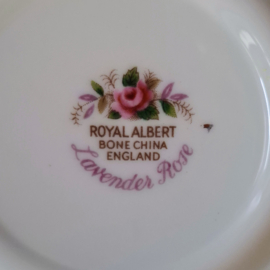 ROYAL ALBERT
BONE CHINA
ENGLAND
Lavender Rose